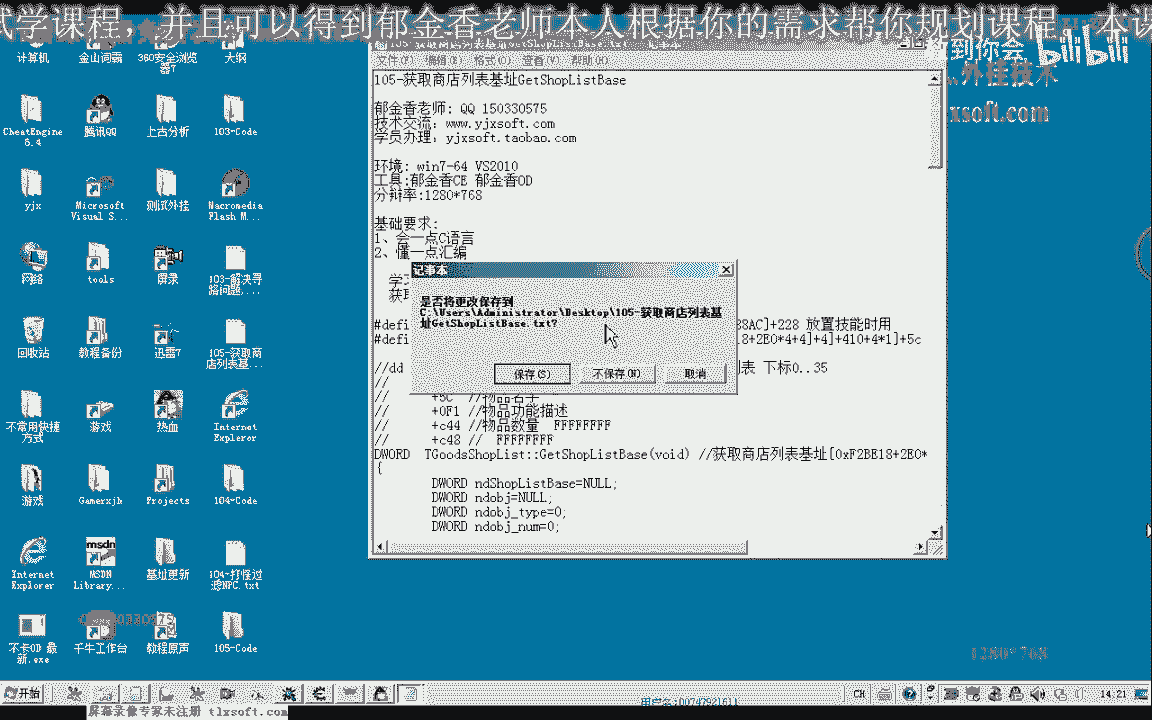 试学课程，并且可以得到郁金香老师本人根据你的需求帮你规划课程。本课
到你会 bilibili
外挂技术
xsoft.com
计算机
金山词霸
360安全浏览器7
大纲
CheatEngine 6.4
腾讯QQ
上古分析
103-Code
yjx
Microsoft Visual S...
测试外挂
Macromedia Flash M...
网络
tools
屏录
103-解决寻路问题,...
回收站
教程备份
迅雷7
105-获取商店列表基...
不常用快捷方式
游戏
热血
Internet Explorer
游戏
Gamerxjh
Projects
104-Code
Internet Explorer
MSDN Library...
基址更新
104-打怪过滤NPC.txt
不卡OD 最新.exe
千牛工作台
教程原声
105-Code
105-获取商店列表基址GetShopListBase.txt - 记事本
文件(F) 编辑(E) 格式(O) 查看(V) 帮助(H)
105-获取商店列表基址GetShopListBase
郁金香老师: QQ 150330575
技术交流：www.yjxsoft.com
学员办理：yjxsoft.taobao.com
环境: win7-64 VS2010
工具:郁金香CE 郁金香OD
分辩率:1280*768
基础要求:
1、会一点C语言
2、懂一点汇编
学习
获取
#defi 88AC]+228 放置技能时用
#defi 18+2E0*4+4]+4]+410+4*1]+5c
//dd 表 下标0..35
//
// +5C //物品名字
// +0F1 //物品功能描述
// +c44 //物品数量 FFFFFFFF
// +c48 // FFFFFFFF
DWORD TGoodsShopList::GetShopListBase(void) //获取商店列表基址[0xF2BE18+2E0*
{
DWORD ndShopListBase=NULL;
DWORD ndobj=NULL;
DWORD ndobj_type=0;
DWORD ndobj_num=0;
记事本
是否将更改保存到
C:\Users\Administrator\Desktop\105-获取商店列表基
址GetShopListBase.txt?
保存(S) 不保存(N) 取消
1280*768
开始
CH
14:21
用户名:00747921611
屏幕录像专家未注册 tlxsoft.com